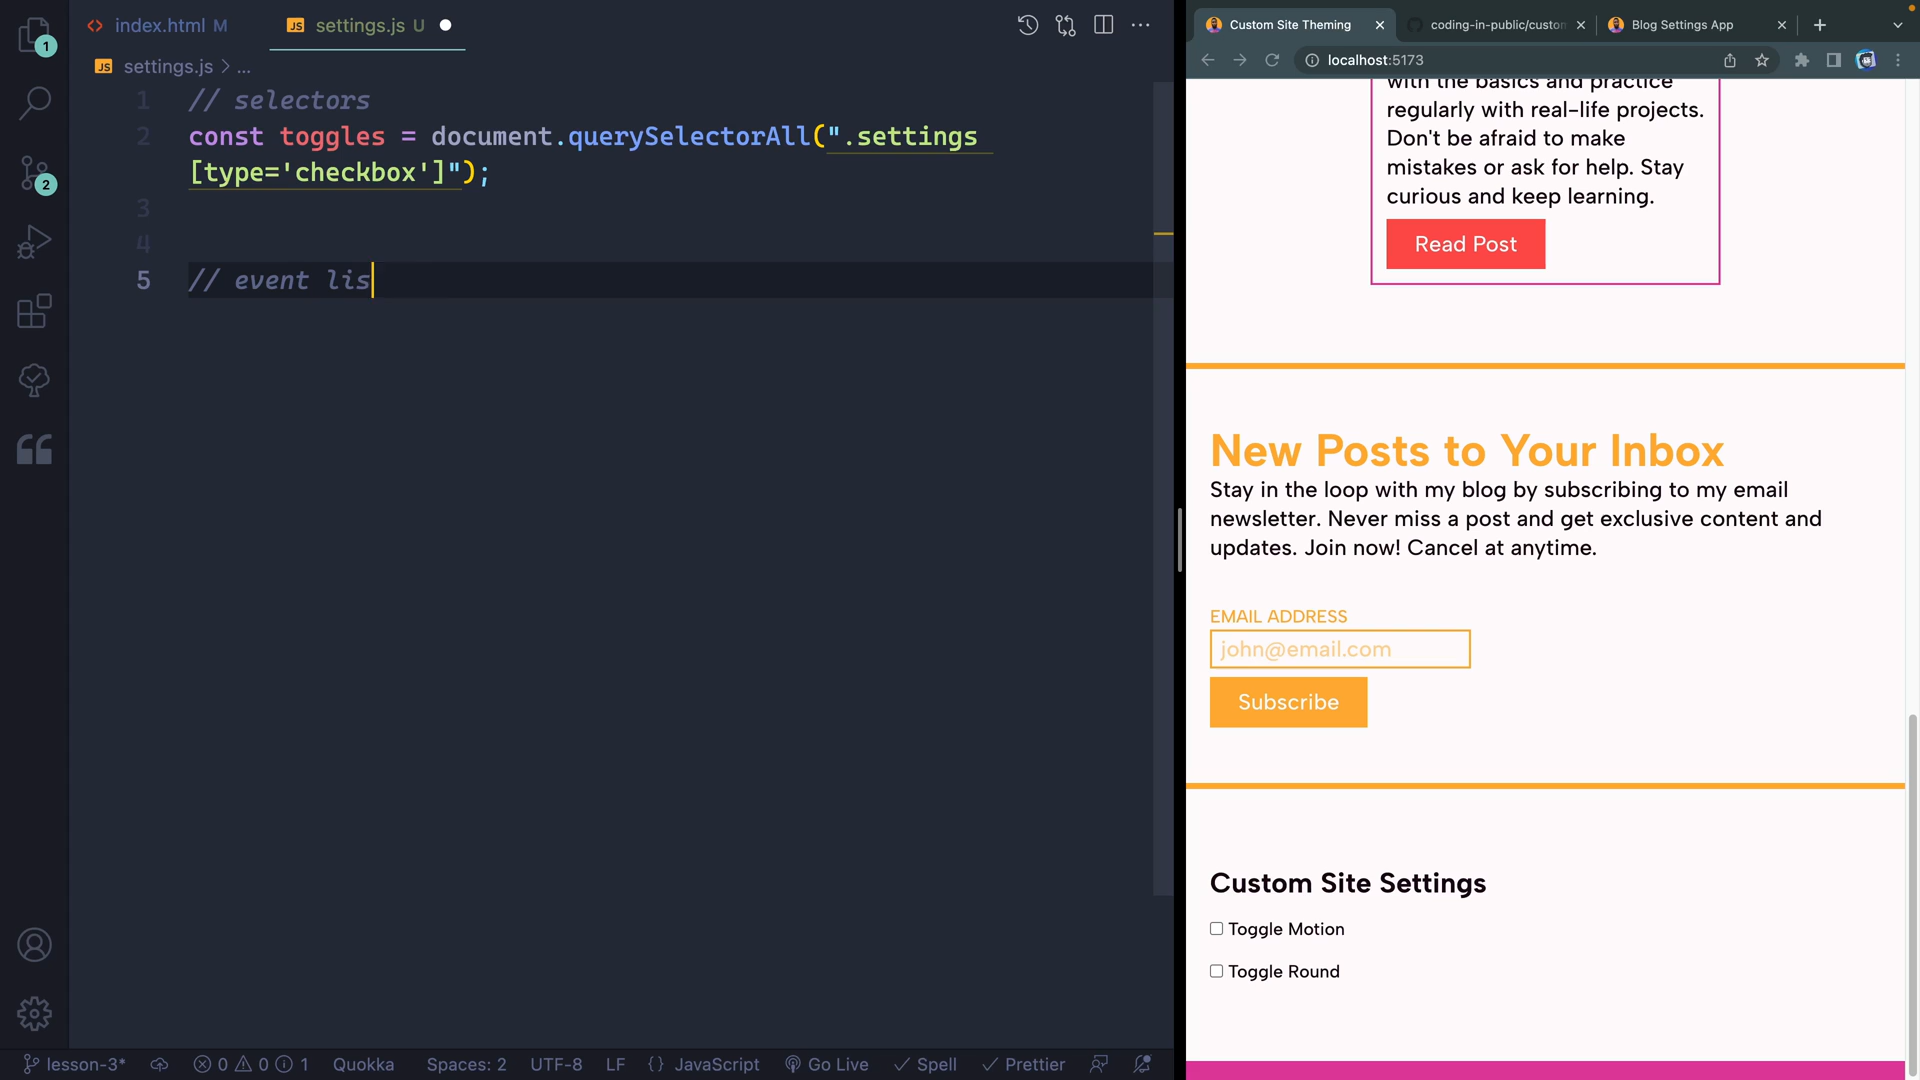 index.html M
settings.js U
settings.js > ...
1 // selectors
2 const toggles = document.querySelectorAll(".settings
[type='checkbox']");
3
4
5 // event lis
1
2
lesson-3*
0
0
1
Quokka
Spaces: 2
UTF-8
LF
{} JavaScript
Go Live
Spell
Prettier
Custom Site Theming
coding-in-public/custom
Blog Settings App
localhost:5173
with the basics and practice
regularly with real-life projects.
Don't be afraid to make
mistakes or ask for help. Stay
curious and keep learning.
Read Post
New Posts to Your Inbox
Stay in the loop with my blog by subscribing to my email
newsletter. Never miss a post and get exclusive content and
updates. Join now! Cancel at anytime.
EMAIL ADDRESS
john@email.com
Subscribe
Custom Site Settings
Toggle Motion
Toggle Round